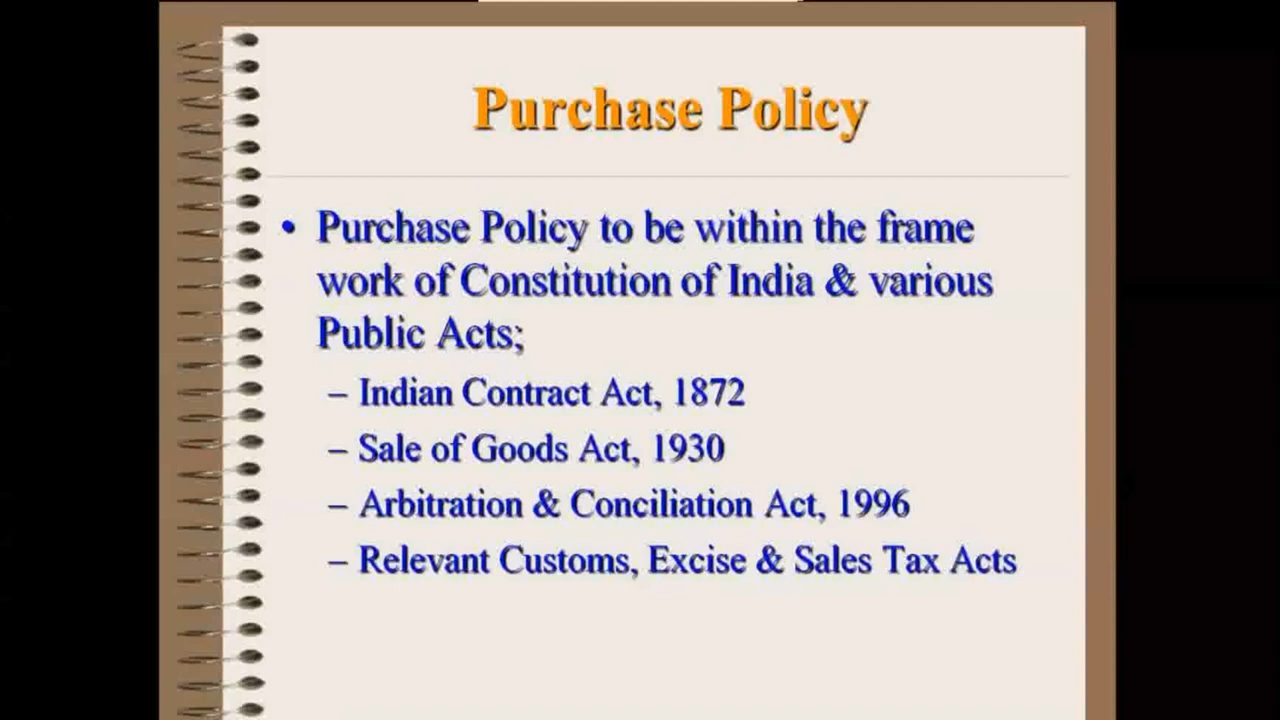 Purchase Policy
• Purchase Policy to be within the frame
work of Constitution of India & various
Public Acts;
– Indian Contract Act, 1872
– Sale of Goods Act, 1930
– Arbitration & Conciliation Act, 1996
– Relevant Customs, Excise & Sales Tax Acts